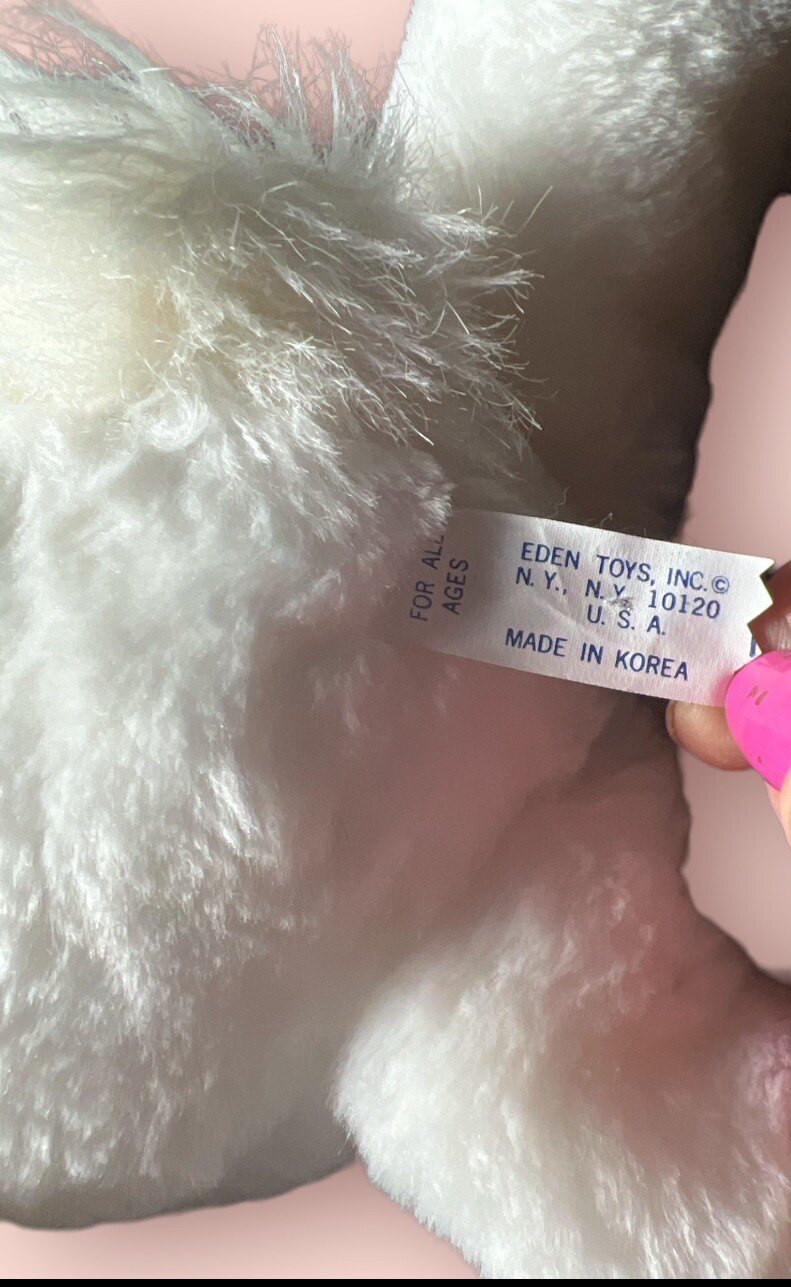 FOR ALL
AGES
EDEN TOYS, INC.©
N.Y., N.Y. 10120
U. S. A.
MADE IN KOREA